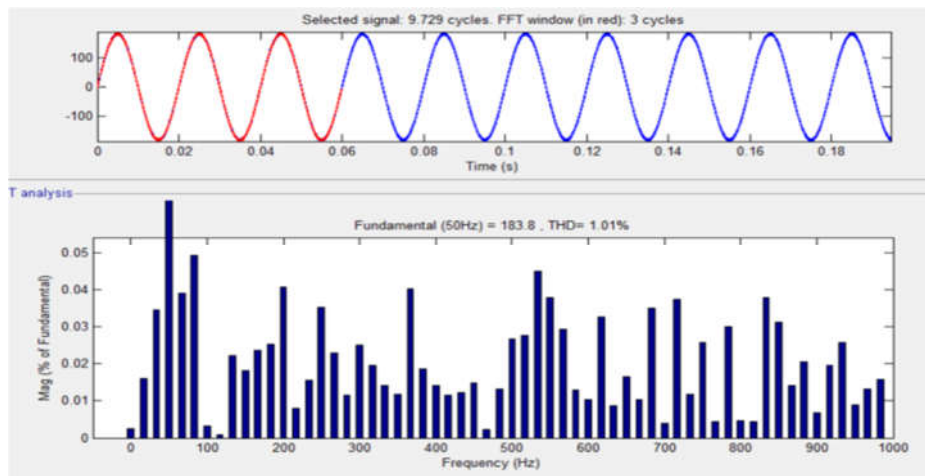 Selected signal: 9.729 cycles. FFT window (in red): 3 cycles
100
0
-100
0 0.02 0.04 0.06 0.08 0.1 0.12 0.14 0.16 0.18
Time (s)
T analysis
Fundamental (50Hz) = 183.8 , THD= 1.01%
0.05
0.04
0.03
0.02
0.01
0
Mag (% of Fundamental)
0 100 200 300 400 500 600 700 800 900 1000
Frequency (Hz)